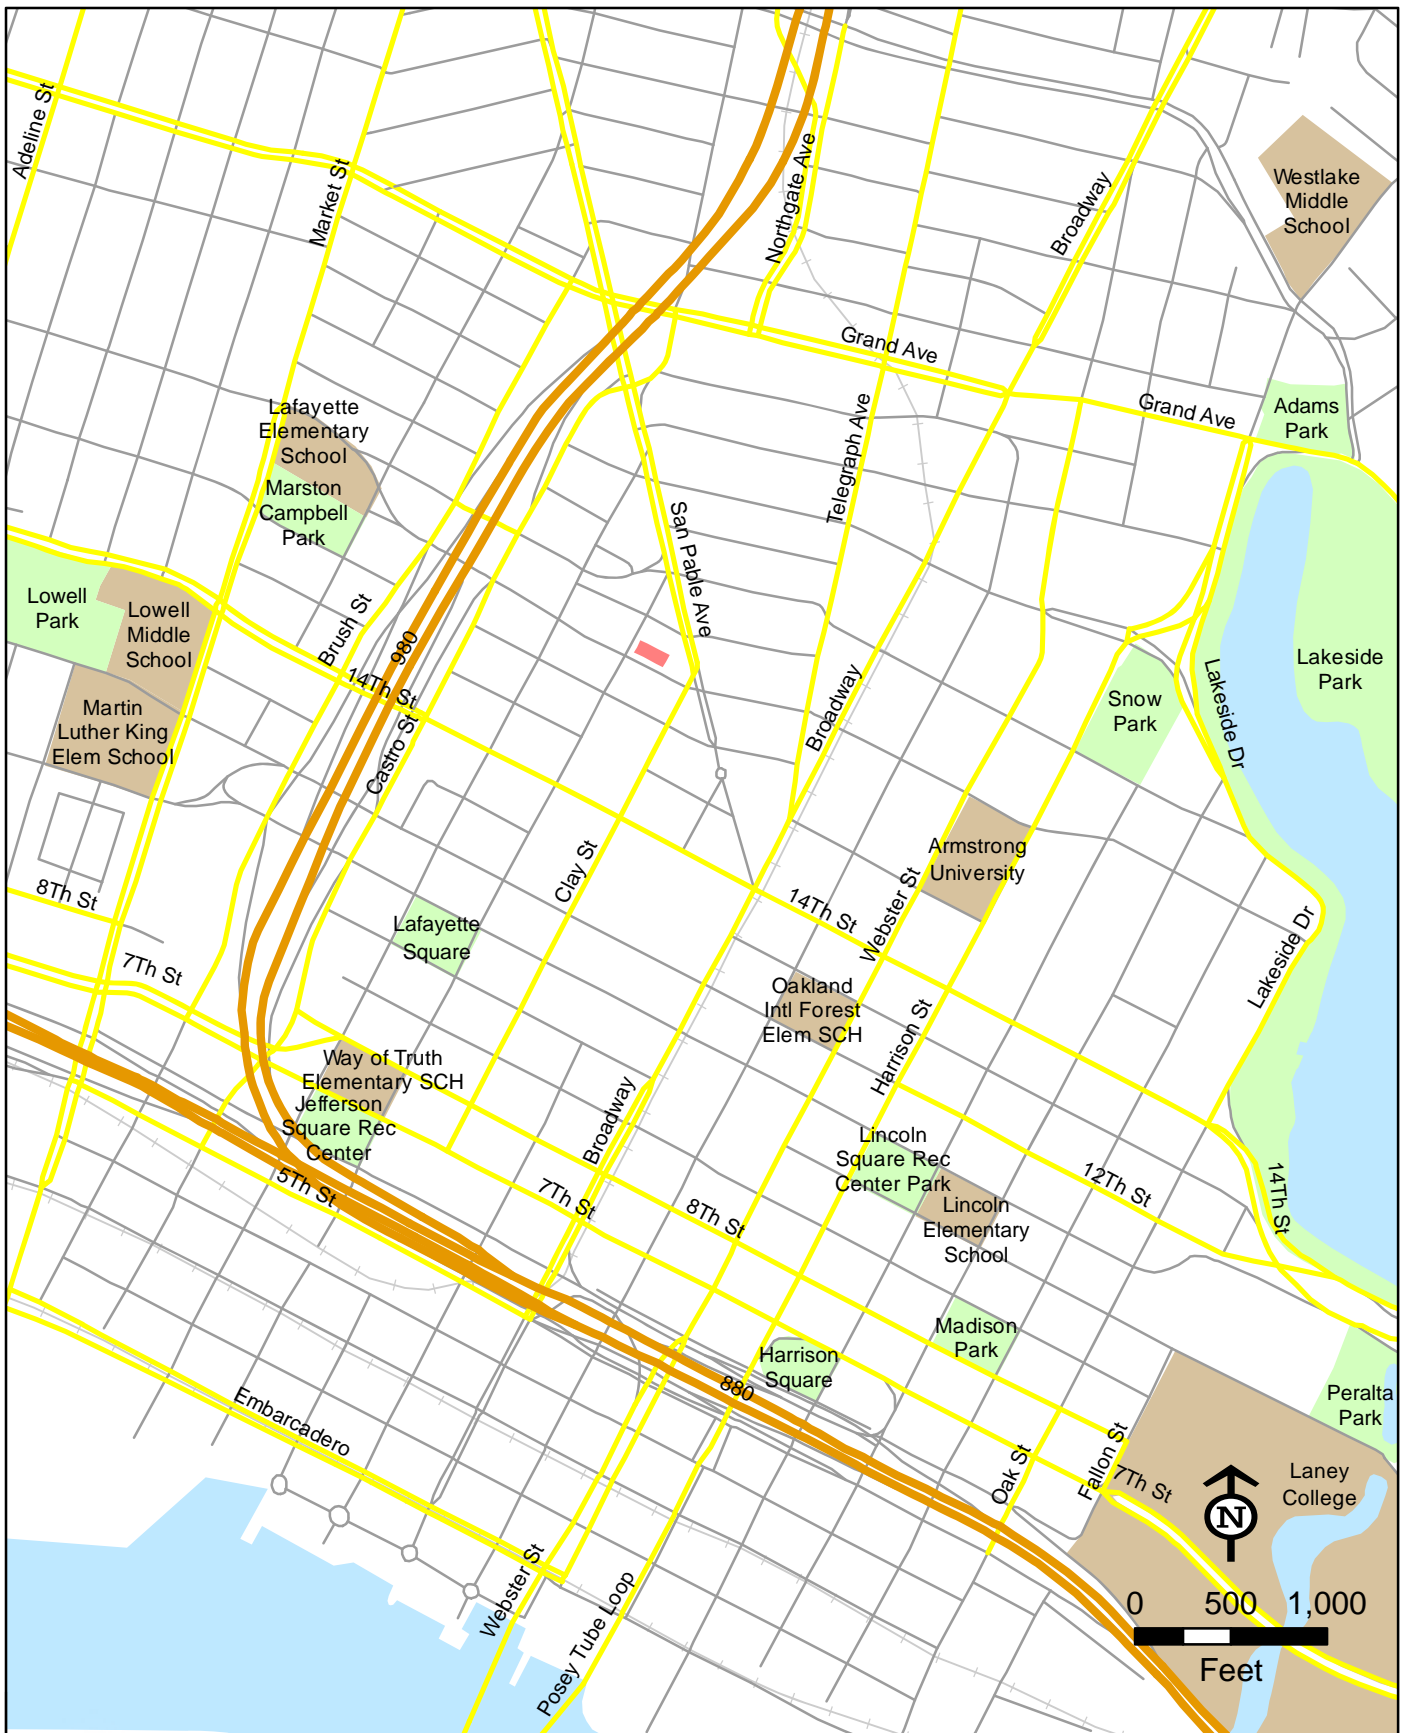 Adeline St
Market St
Northgate Ave
Broadway
Westlake
Middle
School
Grand Ave
Grand Ave
Adams
Park
Lafayette
Elementary
School
Marston
Campbell
Park
Telegraph Ave
San Pable Ave
Lowell
Park
Lowell
Middle
School
Brush St
980
14Th St
Castro St
Martin
Luther King
Elem School
Broadway
Snow
Park
Lakeside Dr
Lakeside
Park
Armstrong
University
Clay St
8Th St
7Th St
Lafayette
Square
14Th St
Webster St
Lakeside Dr
Oakland
Intl Forest
Elem SCH
Harrison St
Way of Truth
Elementary SCH
Jefferson
Square Rec
Center
Broadway
Lincoln
Square Rec
Center Park
Lincoln
Elementary
School
12Th St
14Th St
5Th St
7Th St
8Th St
Madison
Park
Harrison
Square
880
Peralta
Park
Embarcadero
Oak St
Fallon St
7Th St
Laney
College
N
Webster St
Posey Tube Loop
0 500 1,000
Feet